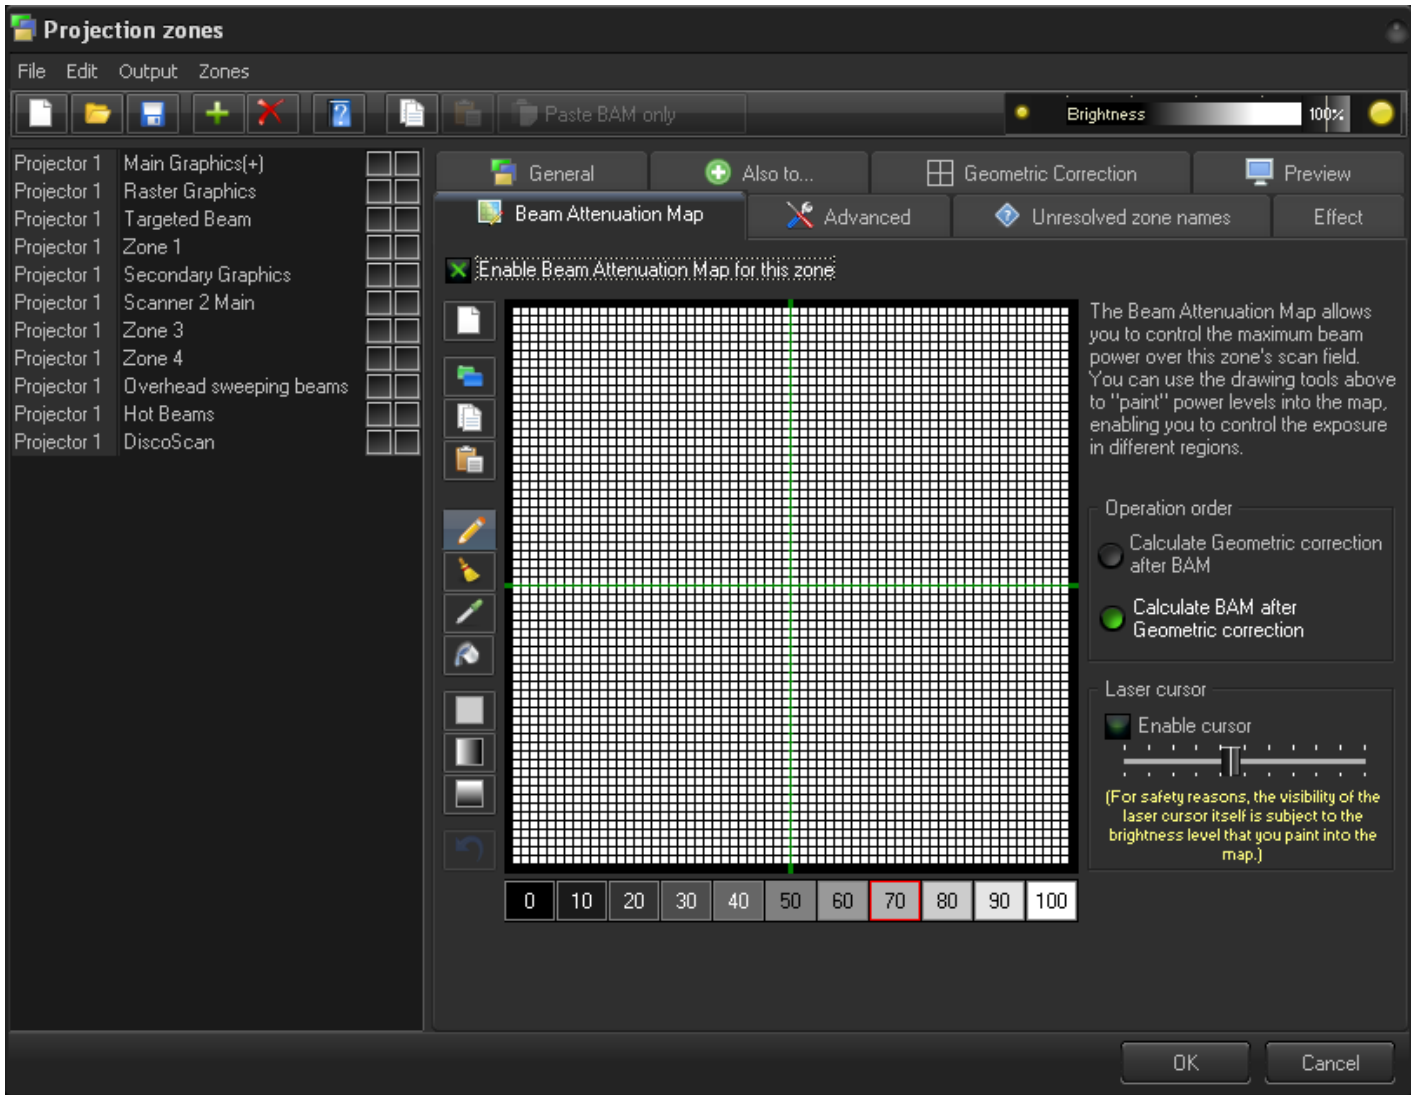 Projection zones
File Edit Output Zones
Paste BAM only
Brightness 100%
Projector 1 Main Graphics(+)
Projector 1 Raster Graphics
Projector 1 Targeted Beam
Projector 1 Zone 1
Projector 1 Secondary Graphics
Projector 1 Scanner 2 Main
Projector 1 Zone 3
Projector 1 Zone 4
Projector 1 Overhead sweeping beams
Projector 1 Hot Beams
Projector 1 DiscoScan
General Also to... Geometric Correction Preview
Beam Attenuation Map Advanced Unresolved zone names Effect
Enable Beam Attenuation Map for this zone
The Beam Attenuation Map allows
you to control the maximum beam
power over this zone's scan field.
You can use the drawing tools above
to "paint" power levels into the map,
enabling you to control the exposure
in different regions.
Operation order
Calculate Geometric correction
after BAM
Calculate BAM after
Geometric correction
Laser cursor
Enable cursor
(For safety reasons, the visibility of the
laser cursor itself is subject to the
brightness level that you paint into the
map.)
0 10 20 30 40 50 60 70 80 90 100
OK Cancel